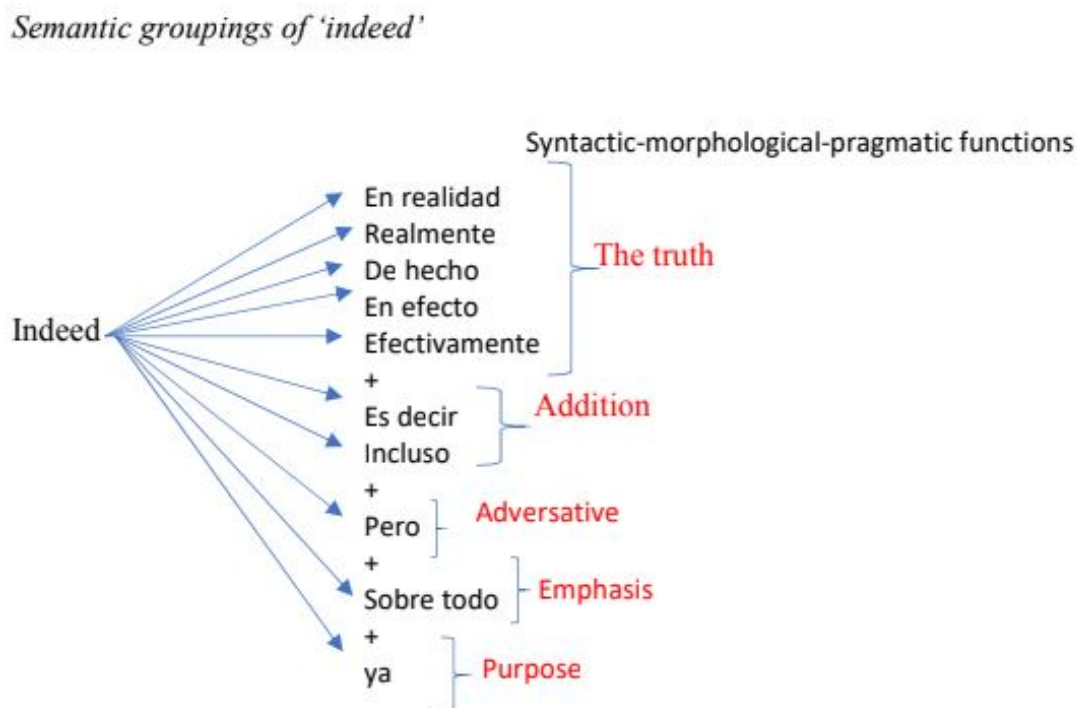 Semantic groupings of ‘indeed’
Syntactic-morphological-pragmatic functions
En realidad
Realmente
The truth
De hecho
En efecto
Indeed
Efectivamente
+
Es decir
Addition
Incluso
+
Pero
Adversative
+
Sobre todo
Emphasis
+
ya
Purpose